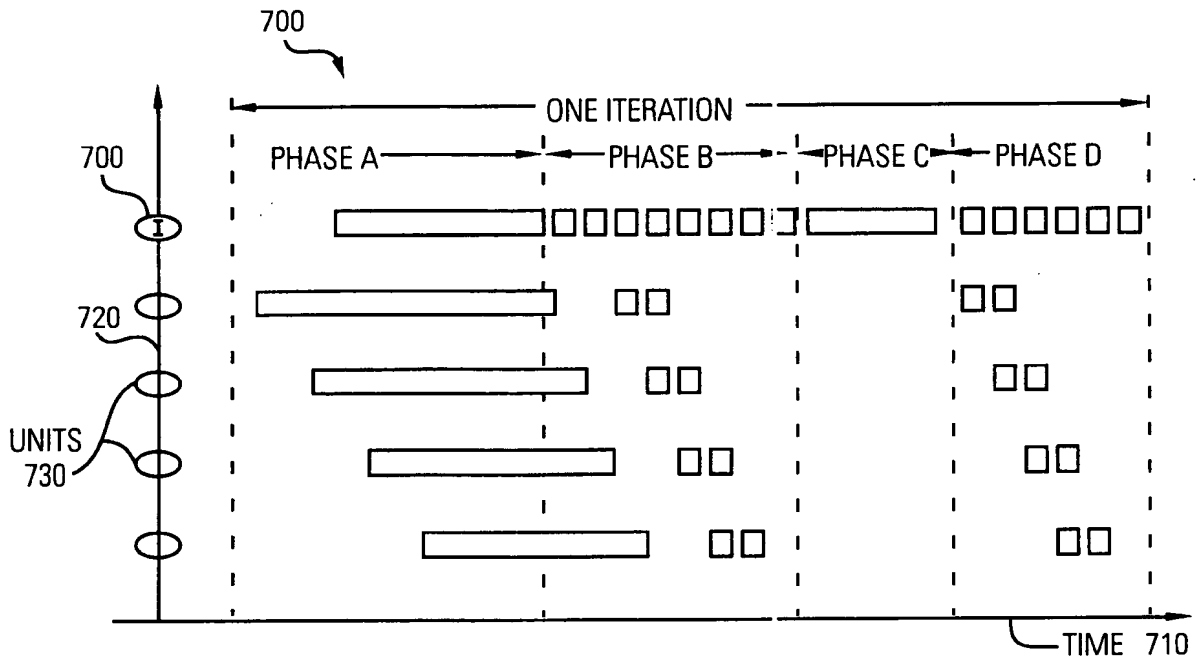 700
ONE ITERATION
PHASE A
PHASE B
PHASE C
PHASE D
700
I
720
UNITS
730
TIME 710